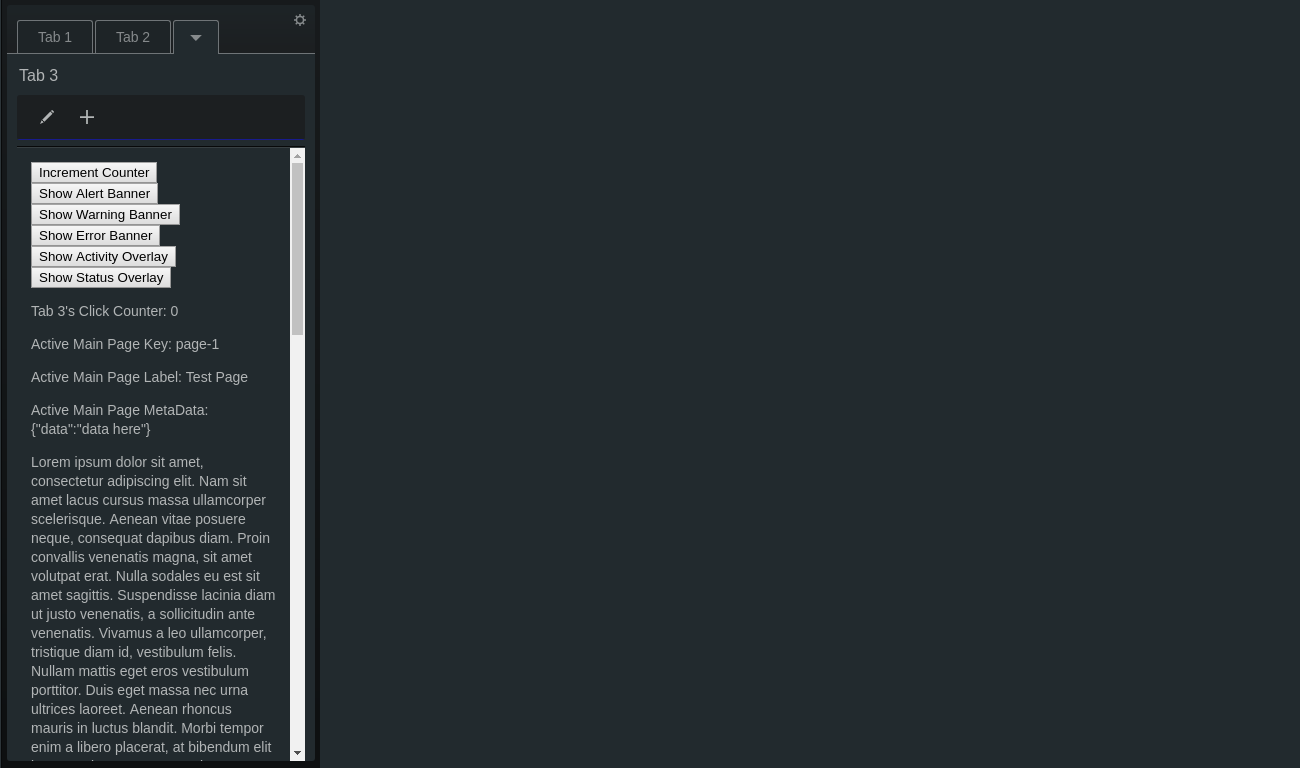 Tab 1
Tab 2
Tab 3
Increment Counter
Show Alert Banner
Show Warning Banner
Show Error Banner
Show Activity Overlay
Show Status Overlay
Tab 3's Click Counter: 0
Active Main Page Key: page-1
Active Main Page Label: Test Page
Active Main Page MetaData:
{"data":"data here"}
Lorem ipsum dolor sit amet,
consectetur adipiscing elit. Nam sit
amet lacus cursus massa ullamcorper
scelerisque. Aenean vitae posuere
neque, consequat dapibus diam. Proin
convallis venenatis magna, sit amet
volutpat erat. Nulla sodales eu est sit
amet sagittis. Suspendisse lacinia diam
ut justo venenatis, a sollicitudin ante
venenatis. Vivamus a leo ullamcorper,
tristique diam id, vestibulum felis.
Nullam mattis eget eros vestibulum
porttitor. Duis eget massa nec urna
ultrices laoreet. Aenean rhoncus
mauris in luctus blandit. Morbi tempor
enim a libero placerat, at bibendum elit